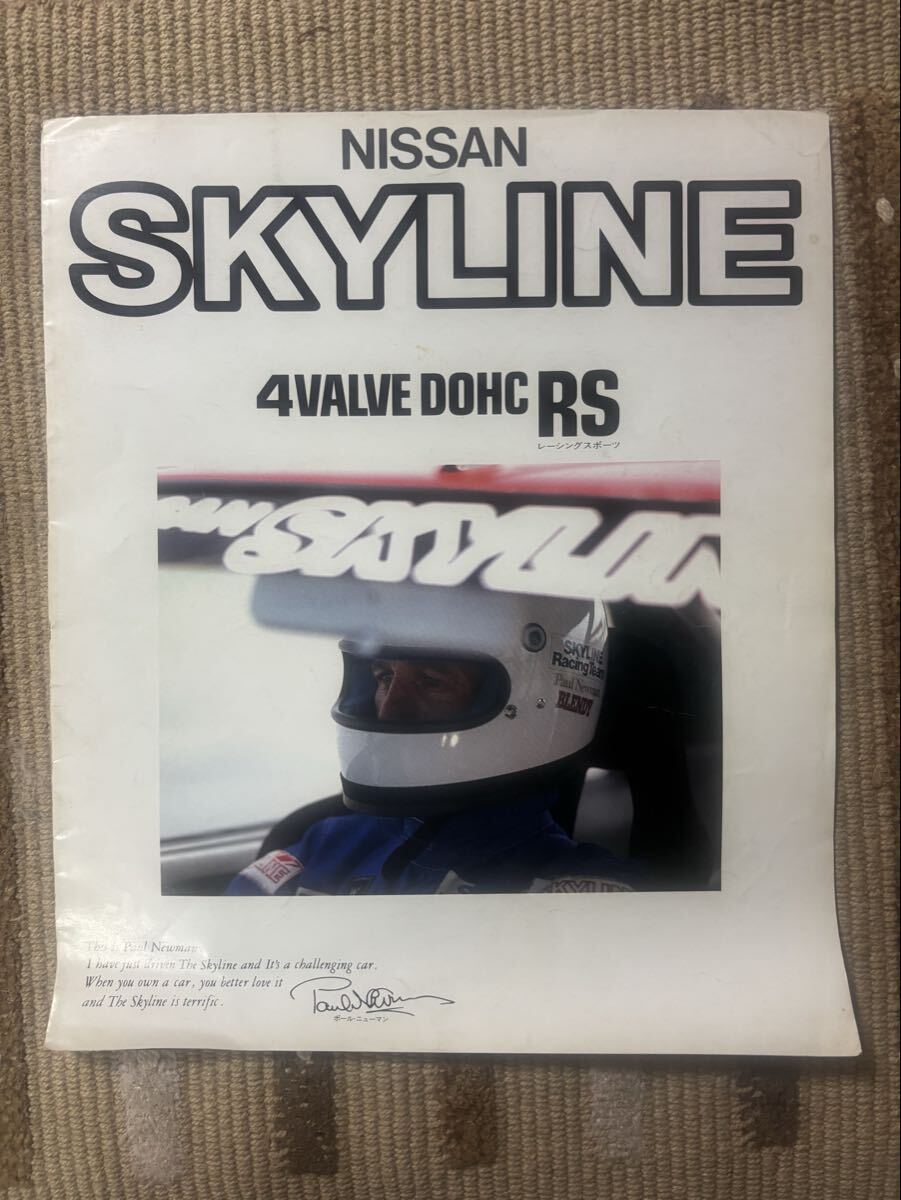 NISSAN
SKYLINE
4VALVE DOHC RS
レーシングスポーツ
SKYLINE
Racing Team
Paul Newman
BLENDY
This is Paul Newman.
I have just driven The Skyline and It's a challenging car.
When you own a car, you better love it
and The Skyline is terrific.
Paul Newman
ポール・ニューマン